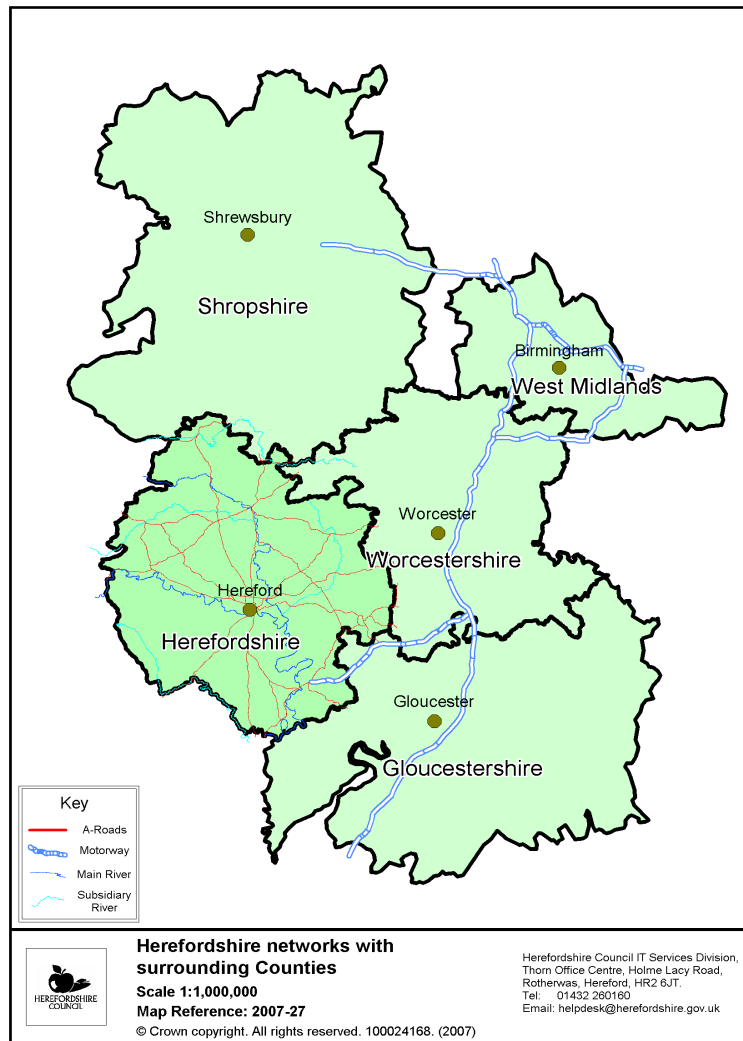 Shrewsbury
Shropshire
Birmingham
West Midlands
Worcester
Worcestershire
Hereford
Herefordshire
Gloucester
Gloucestershire
Key
A-Roads
Motorway
Main River
Subsidiary
River
HEREFORDSHIRE
COUNCIL
Herefordshire networks with
surrounding Counties
Scale 1:1,000,000
Map Reference: 2007-27
© Crown copyright. All rights reserved. 100024168. (2007)
Herefordshire Council IT Services Division,
Thorn Office Centre, Holme Lacy Road,
Rotherwas, Hereford, HR2 6JT.
Tel: 01432 260160
Email: helpdesk@herefordshire.gov.uk